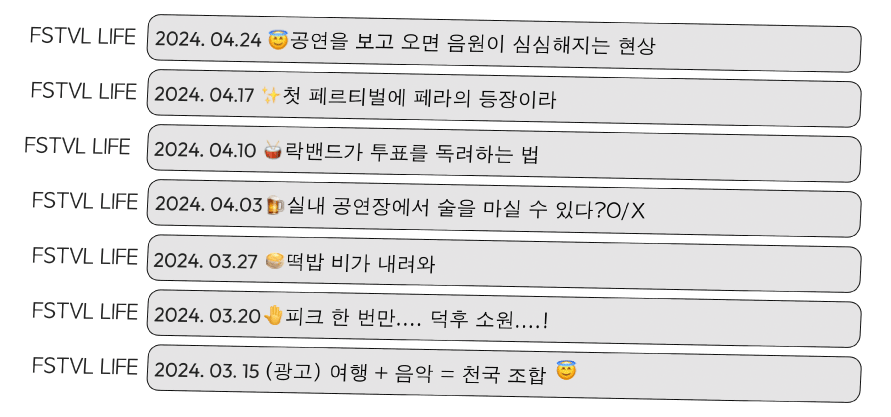 FSTVL LIFE 2024. 04.24 😇공연을 보고 오면 음원이 심심해지는 현상
FSTVL LIFE 2024. 04.17 ✨첫 페르티벌에 페라의 등장이라
FSTVL LIFE 2024. 04.10 🥁락밴드가 투표를 독려하는 법
FSTVL LIFE 2024. 04.03🍺실내 공연장에서 술을 마실 수 있다?O/X
FSTVL LIFE 2024. 03.27 떡밥 비가 내려와
FSTVL LIFE 2024. 03.20🤚피크 한 번만.... 덕후 소원....!
FSTVL LIFE 2024. 03. 15 (광고) 여행 + 음악 = 천국 조합 😇